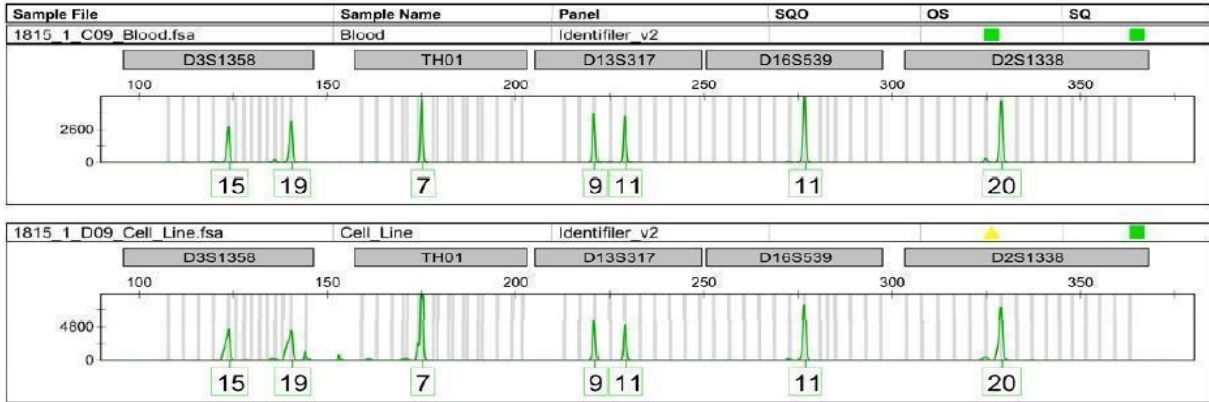 Sample File Sample Name Panel SQO OS SQ
1815_1_C09_Blood.fsa Blood Identifiler_v2
D3S1358 TH01 D13S317 D16S539 D2S1338
100 150 200 250 300 350
2600
0
15 19 7 9 11 11 20
1815_1_D09_Cell_Line.fsa Cell_Line Identifiler_v2
D3S1358 TH01 D13S317 D16S539 D2S1338
100 150 200 250 300 350
4800
0
15 19 7 9 11 11 20